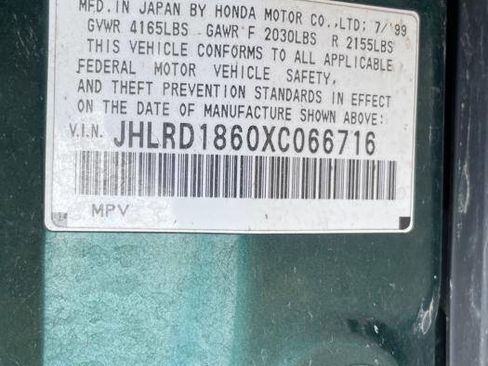 MFD.IN JAPAN BY HONDA MOTOR CO.,LTD; 7/'99
GVWR 4165LBS GAWR F 2030LBS R 2155LBS
THIS VEHICLE CONFORMS TO ALL APPLICABLE
FEDERAL MOTOR VEHICLE SAFETY,
AND THEFT PREVENTION STANDARDS IN EFFECT
ON THE DATE OF MANUFACTURE SHOWN ABOVE:
V.I.N. JHLRD1860XC066716
MPV